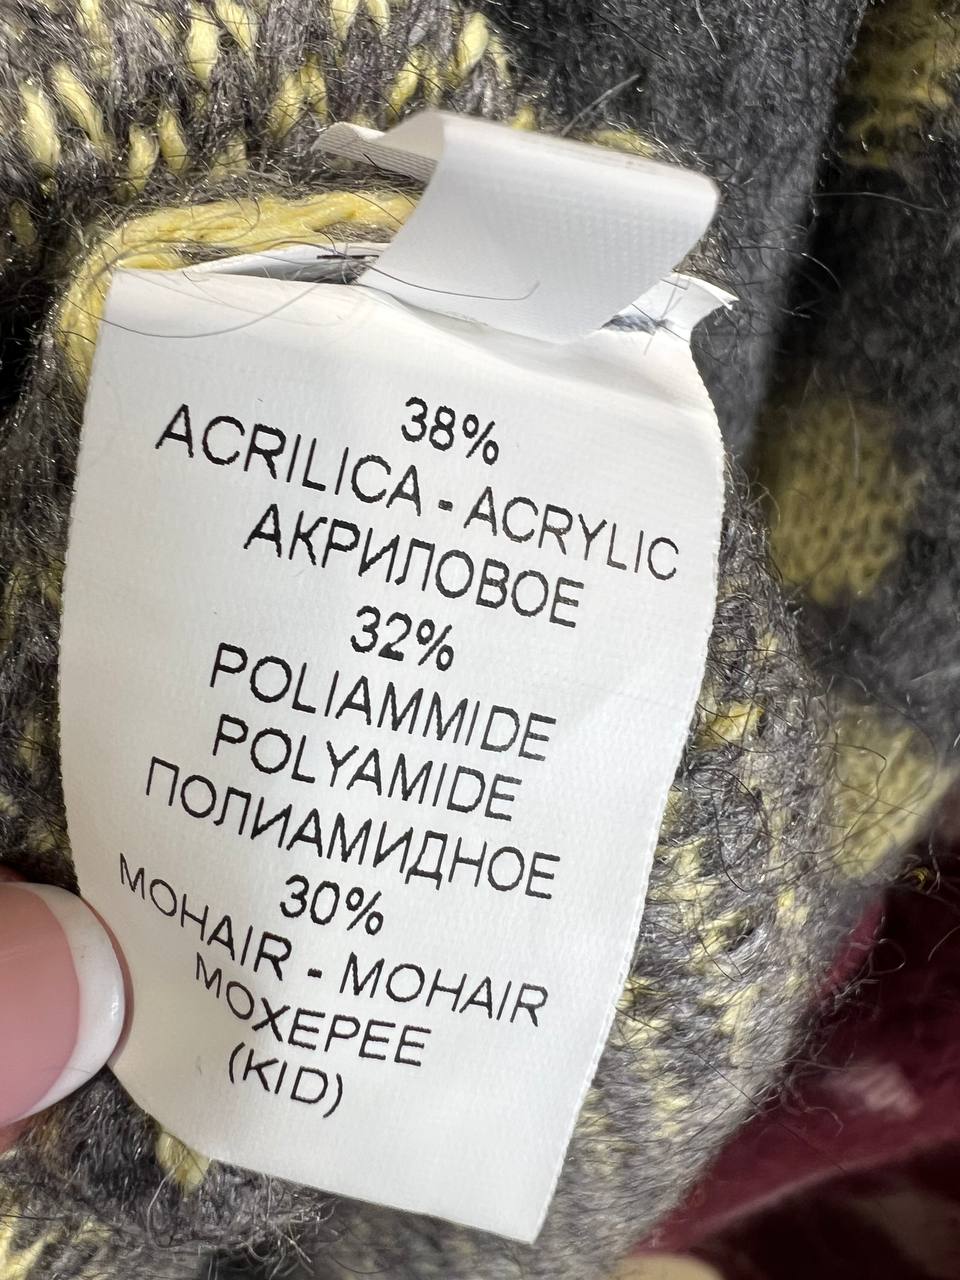 38%
ACRILICA - ACRYLIC
АКРИЛОВОЕ
32%
POLIAMMIDE
POLYAMIDE
ПОЛИАМИДНОЕ
30%
MOHAIR - MOHAIR
МОХЕРЕЕ
(KID)